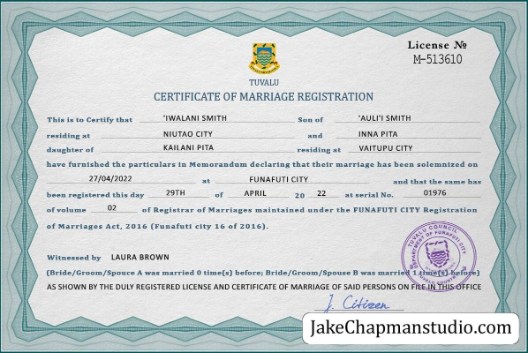 License №
M-513610
TUVALU
CERTIFICATE OF MARRIAGE REGISTRATION
This is to Certify that 'IWALANI SMITH Son of 'AULI'I SMITH
residing at NIUTAO CITY and INNA PITA
daughter of KAILANI PITA residing at VAITUPU CITY
have furnished the particulars in Memorandum declaring that their marriage has been solemnized on
27/04/2022 at FUNAFUTI CITY and that the same has
been registered this day 29TH of APRIL 20 22 at serial No. 01976
of volume 02 of Registrar of Marriages maintained under the FUNAFUTI CITY Registration
of Marriages Act, 2016 (Funafuti city 16 of 2016).
TUVALU COUNCIL
DEPARTMENT OF FUNAFUTI CITY
Witnessed by LAURA BROWN
(Bride/Groom/Spouce A was married 0 time(s) before; Bride/Groom/Spouse B was married 1 time(s) before)
AS SHOWN BY THE DULY REGISTERED LICENSE AND CERTIFICATE OF MARRIAGE OF SAID PERSONS ON FILE IN THIS OFFICE
J. Citizen
JakeChapmanstudio.com